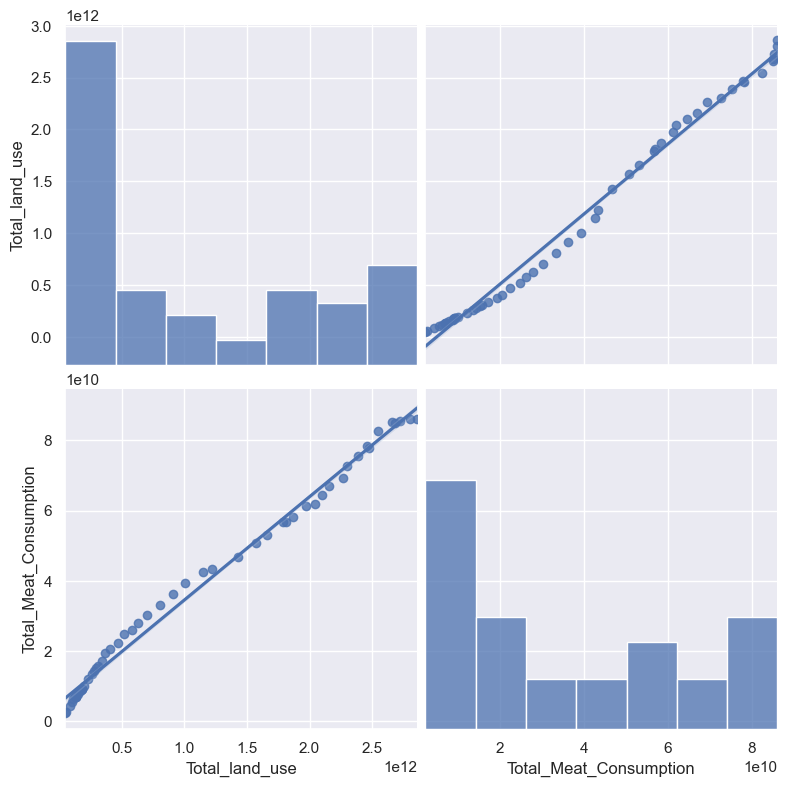 1e12
3.0
2.5
2.0
1.5
1.0
0.5
0.0
Total_land_use
1e10
8
6
4
2
0
Total_Meat_Consumption
0.5 1.0 1.5 2.0 2.5
Total_land_use
1e12
2 4 6 8
Total_Meat_Consumption
1e10